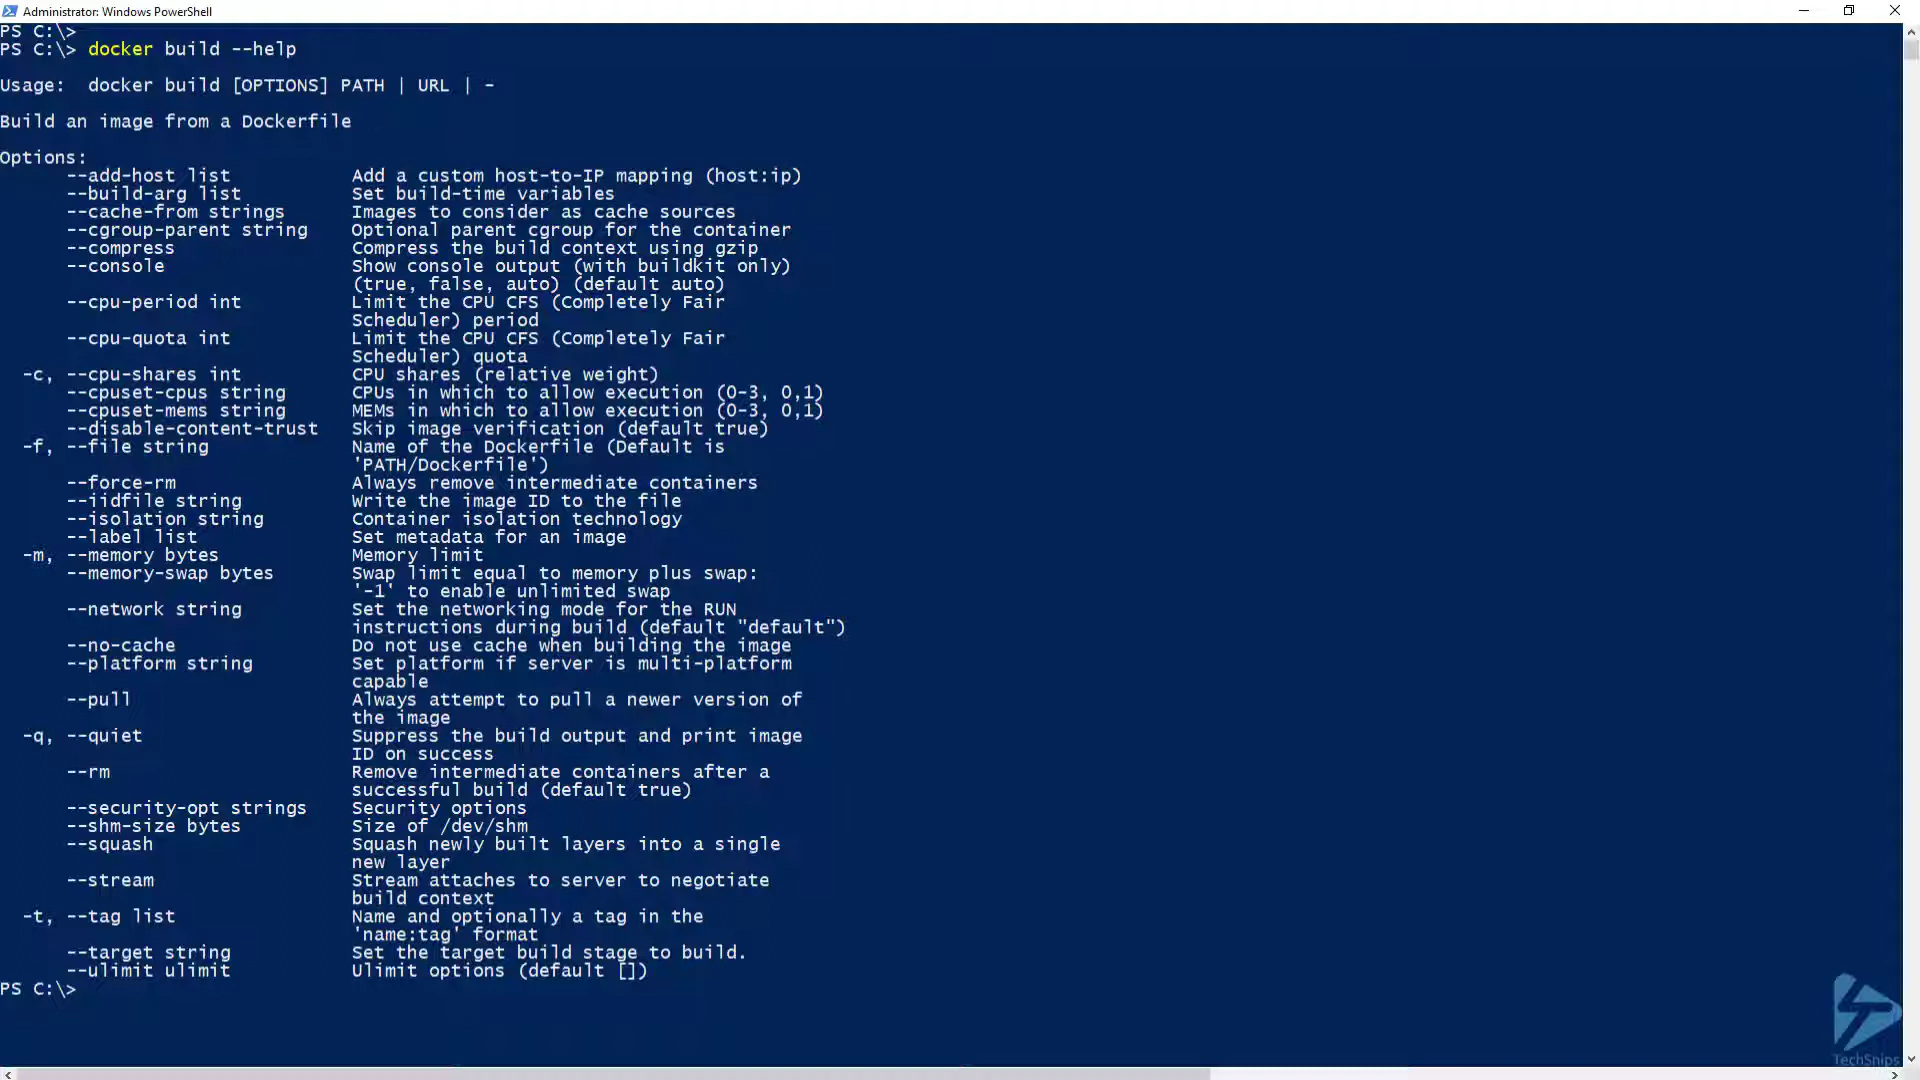 Administrator: Windows PowerShell
PS C:\>
PS C:\> docker build --help
Usage:  docker build [OPTIONS] PATH | URL | -
Build an image from a Dockerfile
Options:
      --add-host list           Add a custom host-to-IP mapping (host:ip)
      --build-arg list          Set build-time variables
      --cache-from strings      Images to consider as cache sources
      --cgroup-parent string    Optional parent cgroup for the container
      --compress                Compress the build context using gzip
      --console                 Show console output (with buildkit only)
                                (true, false, auto) (default auto)
      --cpu-period int          Limit the CPU CFS (Completely Fair
                                Scheduler) period
      --cpu-quota int           Limit the CPU CFS (Completely Fair
                                Scheduler) quota
  -c, --cpu-shares int          CPU shares (relative weight)
      --cpuset-cpus string      CPUs in which to allow execution (0-3, 0,1)
      --cpuset-mems string      MEMs in which to allow execution (0-3, 0,1)
      --disable-content-trust   Skip image verification (default true)
  -f, --file string             Name of the Dockerfile (Default is
                                'PATH/Dockerfile')
      --force-rm                Always remove intermediate containers
      --iidfile string          Write the image ID to the file
      --isolation string        Container isolation technology
      --label list              Set metadata for an image
  -m, --memory bytes            Memory limit
      --memory-swap bytes       Swap limit equal to memory plus swap:
                                '-1' to enable unlimited swap
      --network string          Set the networking mode for the RUN
                                instructions during build (default "default")
      --no-cache                Do not use cache when building the image
      --platform string         Set platform if server is multi-platform
                                capable
      --pull                    Always attempt to pull a newer version of
                                the image
  -q, --quiet                   Suppress the build output and print image
                                ID on success
      --rm                      Remove intermediate containers after a
                                successful build (default true)
      --security-opt strings    Security options
      --shm-size bytes          Size of /dev/shm
      --squash                  Squash newly built layers into a single
                                new layer
      --stream                  Stream attaches to server to negotiate
                                build context
  -t, --tag list                Name and optionally a tag in the
                                'name:tag' format
      --target string           Set the target build stage to build.
      --ulimit ulimit           Ulimit options (default [])
PS C:\>
TechSnips